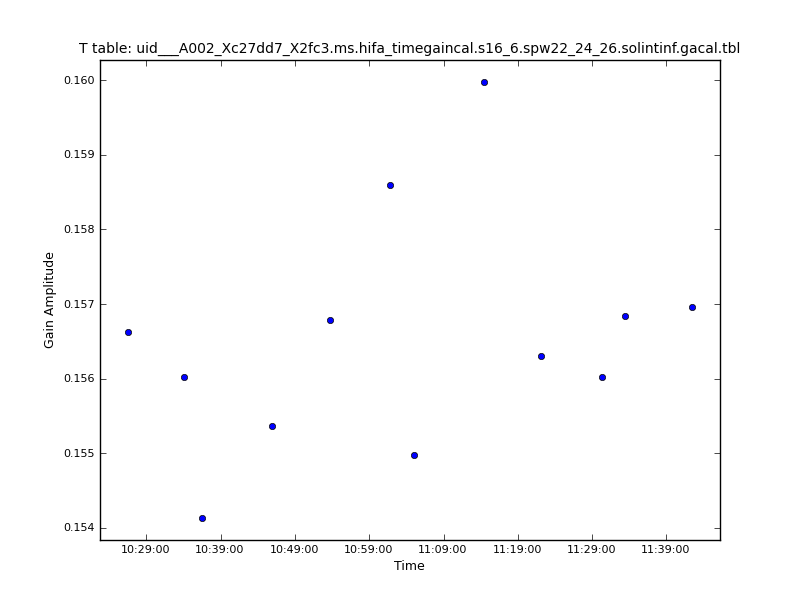 T table: uid___A002_Xc27dd7_X2fc3.ms.hifa_timegaincal.s16_6.spw22_24_26.solintinf.gacal.tbl
0.160
0.159
0.158
0.157
0.156
0.155
0.154
Gain Amplitude
10:29:00 10:39:00 10:49:00 10:59:00 11:09:00 11:19:00 11:29:00 11:39:00
Time